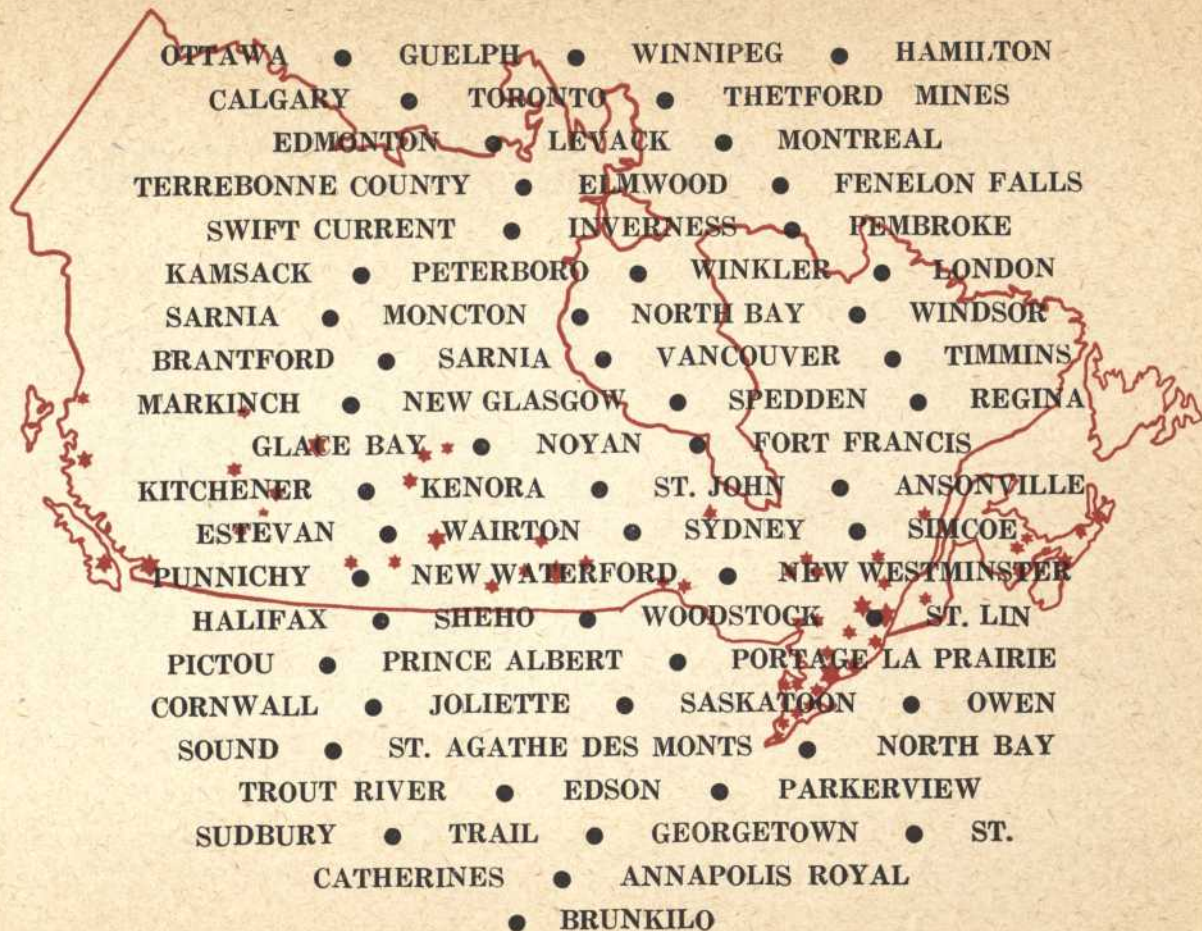 OTTAWA ● GUELPH ● WINNIPEG ● HAMILTON
CALGARY ● TORONTO ● THETFORD MINES
EDMONTON ● LEVACK ● MONTREAL
TERREBONNE COUNTY ● ELMWOOD ● FENELON FALLS
SWIFT CURRENT ● INVERNESS ● PEMBROKE
KAMSACK ● PETERBORO ● WINKLER ● LONDON
SARNIA ● MONCTON ● NORTH BAY ● WINDSOR
BRANTFORD ● SARNIA ● VANCOUVER ● TIMMINS
MARKINCH ● NEW GLASGOW ● SPEDDEN ● REGINA
GLACE BAY ● NOYAN ● FORT FRANCIS
KITCHENER ● KENORA ● ST. JOHN ● ANSONVILLE
ESTEVAN ● WAIRTON ● SYDNEY ● SIMCOE
PUNNICHY ● NEW WATERFORD ● NEW WESTMINSTER
HALIFAX ● SHEHO ● WOODSTOCK ● ST. LIN
PICTOU ● PRINCE ALBERT ● PORTAGE LA PRAIRIE
CORNWALL ● JOLIETTE ● SASKATOON ● OWEN
SOUND ● ST. AGATHE DES MONTS ● NORTH BAY
TROUT RIVER ● EDSON ● PARKERVIEW
SUDBURY ● TRAIL ● GEORGETOWN ● ST.
CATHERINES ● ANNAPOLIS ROYAL
● BRUNKILO